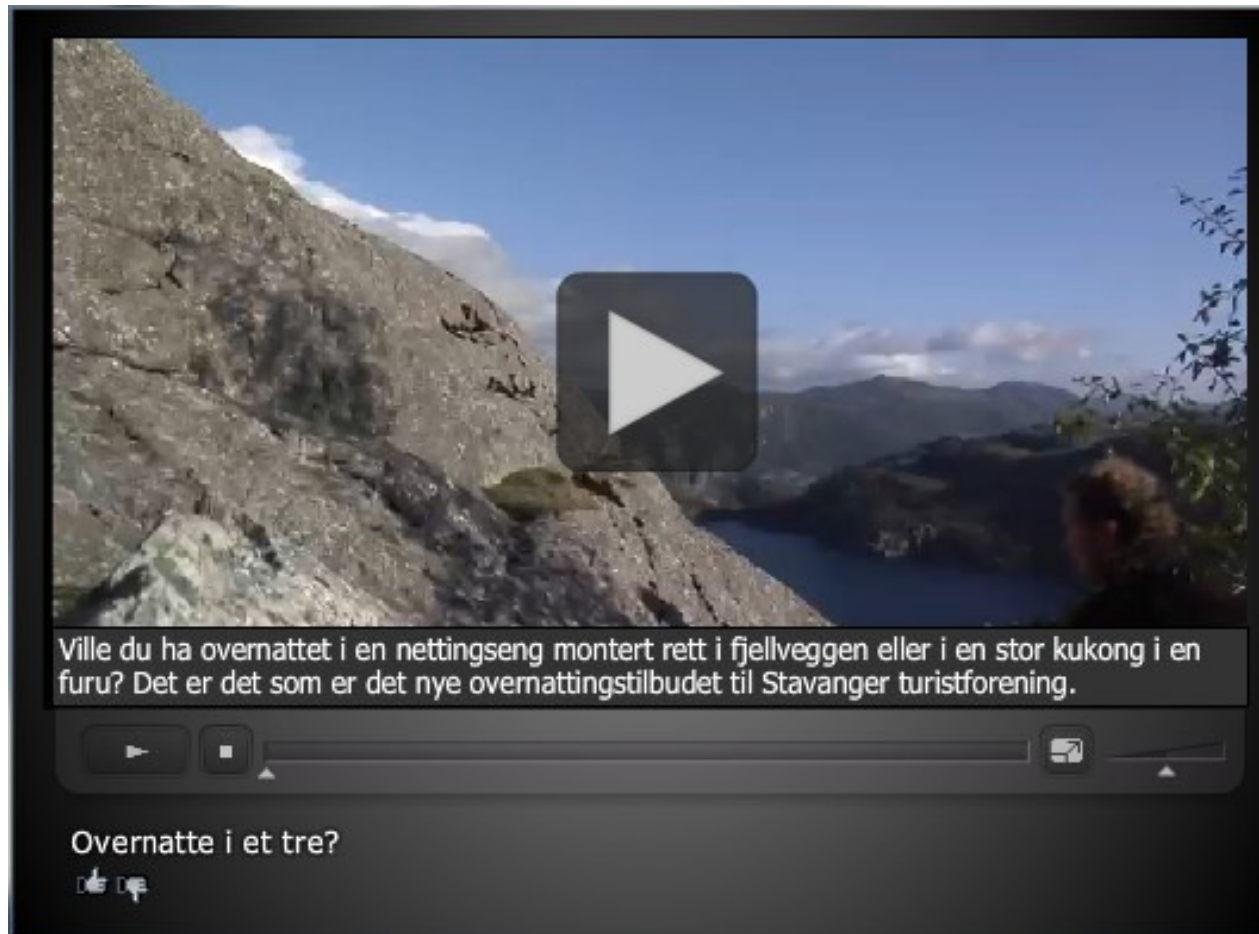 Ville du ha overnattet i en nettingseng montert rett i fjellveggen eller i en stor kukong i en
furu? Det er det som er det nye overnattingstilbudet til Stavanger turistforening.
Overnatte i et tre?